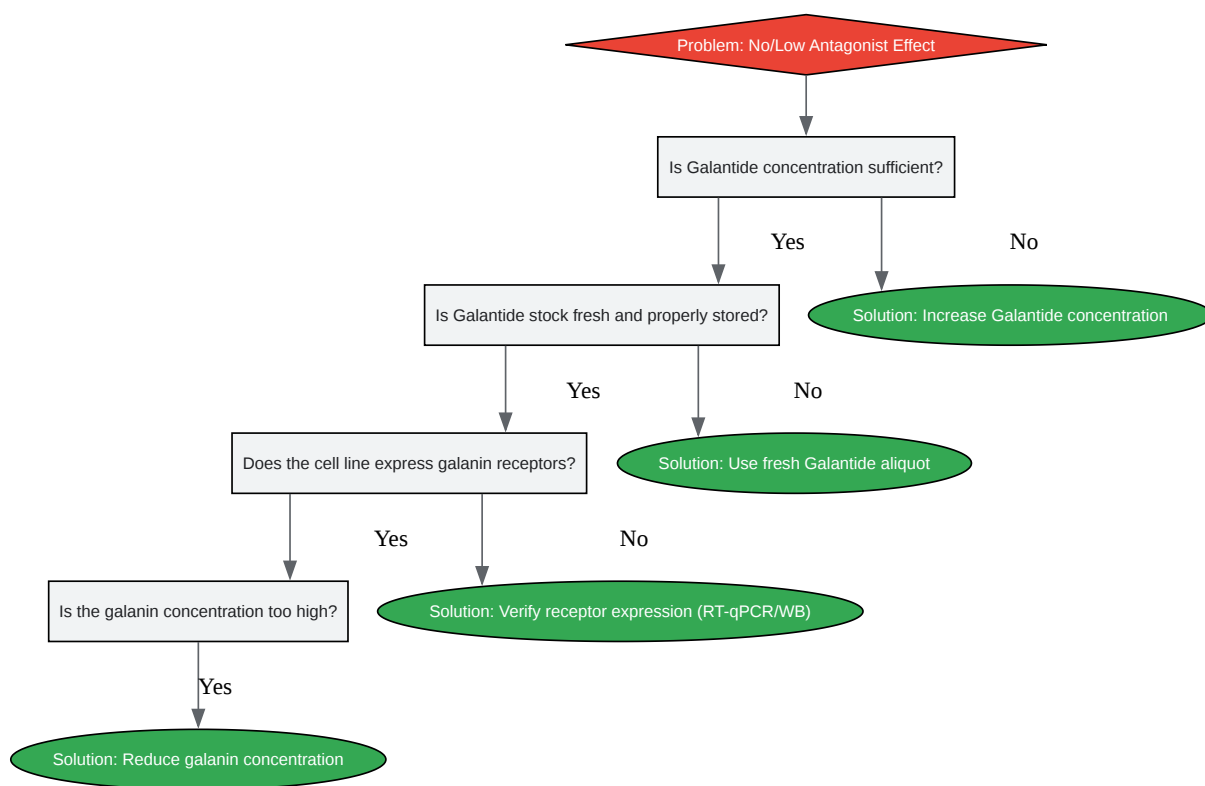 Problem: No/Low Antagonist Effect
Is Galantide concentration sufficient?
Yes
No
Is Galantide stock fresh and properly stored?
Solution: Increase Galantide concentration
Yes
No
Does the cell line express galanin receptors?
Solution: Use fresh Galantide aliquot
Yes
No
Is the galanin concentration too high?
Solution: Verify receptor expression (RT-qPCR/WB)
Yes
Solution: Reduce galanin concentration